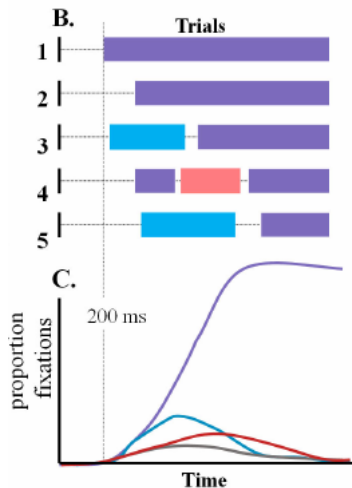 B.
Trials
1
2
3
4
5
C.
200 ms
proportion
fixations
Time